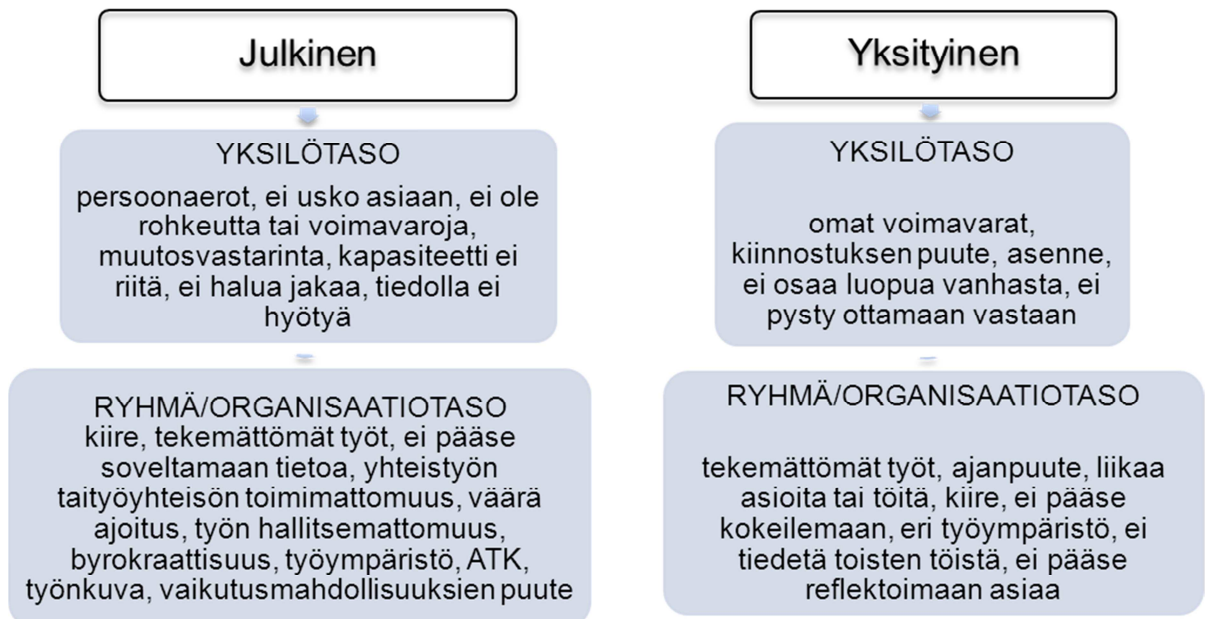 Julkinen
YKSILÖTASO
persoonaerot, ei usko asiaan, ei ole
rohkeutta tai voimavaroja,
muutosvastarinta, kapasiteetti ei
riitä, ei halua jakaa, tiedolla ei
hyötyä
RYHMÄ/ORGANISAATIOTASO
kiire, tekemättömät työt, ei pääse
soveltamaan tietoa, yhteistyön
taityöyhteisön toimimattomuus, väärä
ajoitus, työn hallitsemattomuus,
byrokraattisuus, työympäristö, ATK,
työnkuva, vaikutusmahdollisuuksien puute
Yksityinen
YKSILÖTASO
omat voimavarat,
kiinnostuksen puute, asenne,
ei osaa luopua vanhasta, ei
pysty ottamaan vastaan
RYHMÄ/ORGANISAATIOTASO
tekemättömät työt, ajanpuute, liikaa
asioita tai töitä, kiire, ei pääse
kokeilemaan, eri työympäristö, ei
tiedetä toisten töistä, ei pääse
reflektoimaan asiaa